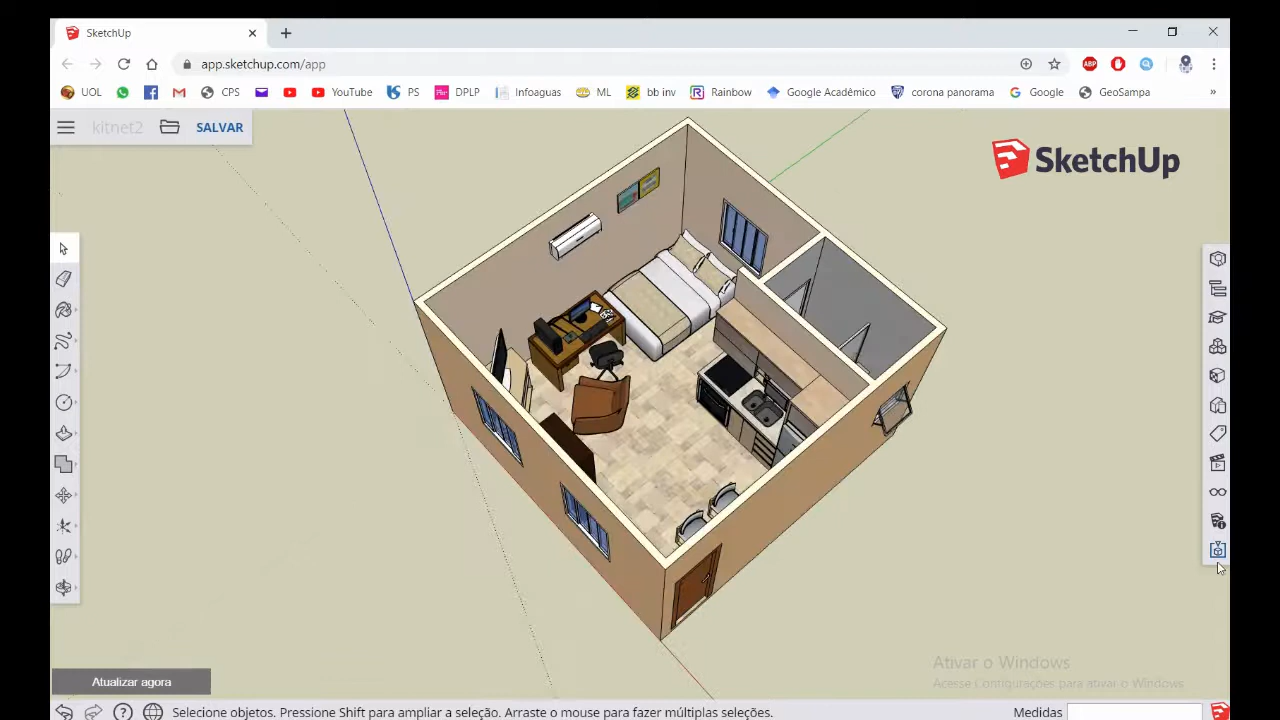 SketchUp
app.sketchup.com/app
ABP
UOL CPS YouTube PS DPLP Infoaguas ML bb inv Rainbow Google Acadêmico corona panorama Google GeoSampa »
kitnet2 SALVAR
SketchUp
Ativar o Windows
Acesse Configurações para ativar o Windows.
Atualizar agora
Selecione objetos. Pressione Shift para ampliar a seleção. Arraste o mouse para fazer múltiplas seleções. Medidas